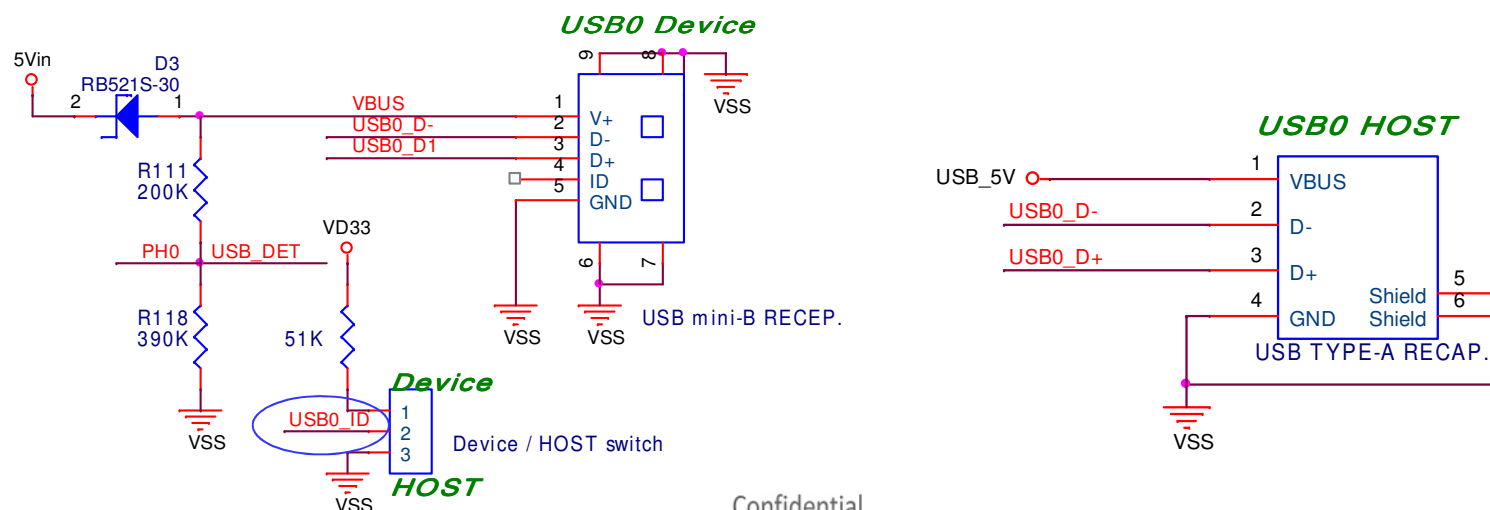 USB0 Device
5Vin
D3
RB521S-30
2
1
9
8
VSS
VBUS
USB0_D-
USB0_D1
1
2
3
4
5
V+
D-
D+
ID
GND
R111
200K
PH0
USB_DET
VD33
6
7
R118
390K
51K
VSS
VSS
USB mini-B RECEP.
VSS
Device
USB0_ID
1
2
3
Device / HOST switch
HOST
VSS
USB0 HOST
USB_5V
1
VBUS
USB0_D-
2
D-
USB0_D+
3
D+
4
GND
Shield
5
Shield
6
USB TYPE-A RECAP.
VSS
Confidential